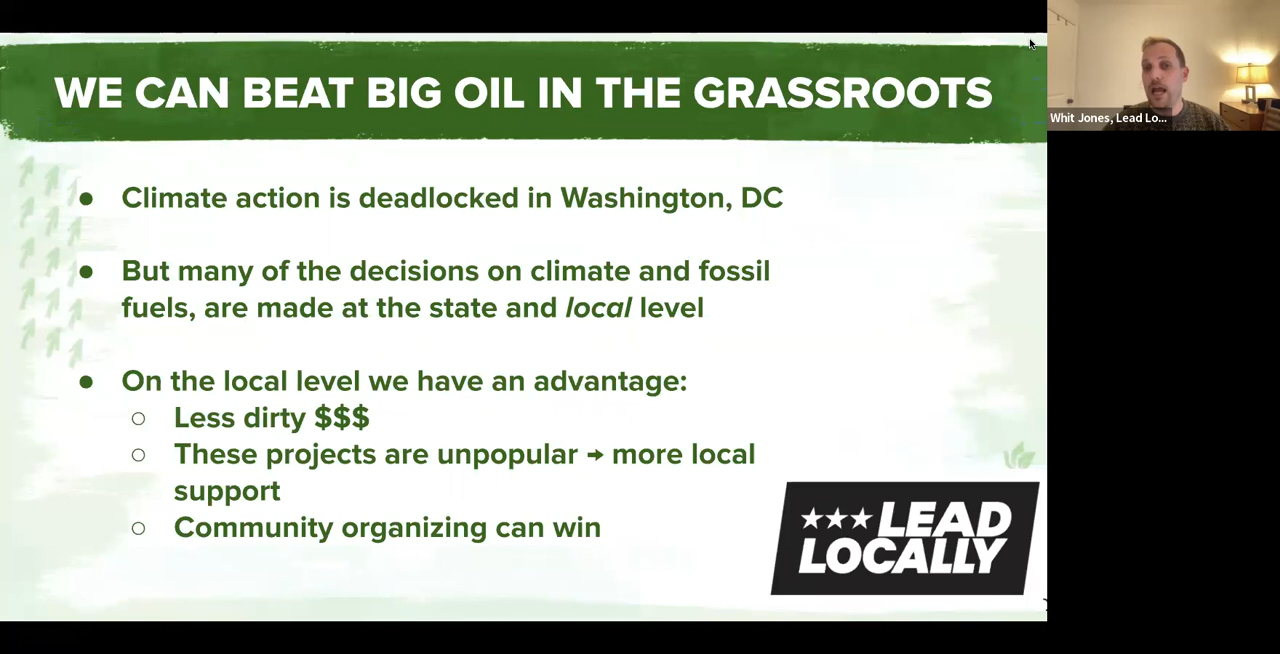 WE CAN BEAT BIG OIL IN THE GRASSROOTS
Whit Jones, Lead Lo...
● Climate action is deadlocked in Washington, DC
● But many of the decisions on climate and fossil
fuels, are made at the state and local level
● On the local level we have an advantage:
○ Less dirty $$$
○ These projects are unpopular → more local
support
○ Community organizing can win
★★★ LEAD
LOCALLY